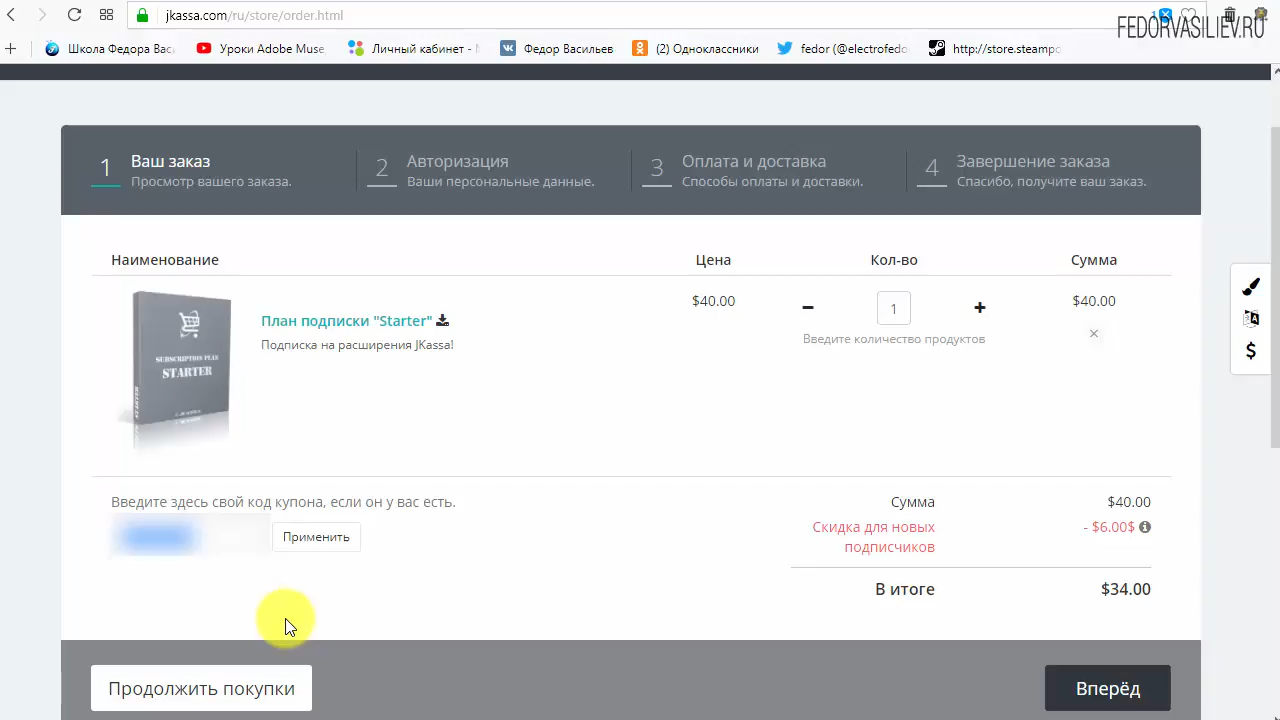 jkassa.com/ru/store/order.html
FEDORVASILIEV.RU
Школа Федора Вас
Уроки Adobe Muse
Личный кабинет -
Федор Васильев
(2) Одноклассники
fedor (@electrofedo
http://store.steamp
1 Ваш заказ
Просмотр вашего заказа.
2 Авторизация
Ваши персональные данные.
3 Оплата и доставка
Способы оплаты и доставки.
4 Завершение заказа
Спасибо, получите ваш заказ.
Наименование Цена Кол-во Сумма
SUBSCRIPTION PLAN
STARTER
План подписки "Starter"
Подписка на расширения JKassa!
$40.00
− 1 +
Введите количество продуктов
$40.00
×
Введите здесь свой код купона, если он у вас есть.
Применить
Сумма $40.00
Скидка для новых - $6.00$
подписчиков
В итоге $34.00
Продолжить покупки
Вперёд